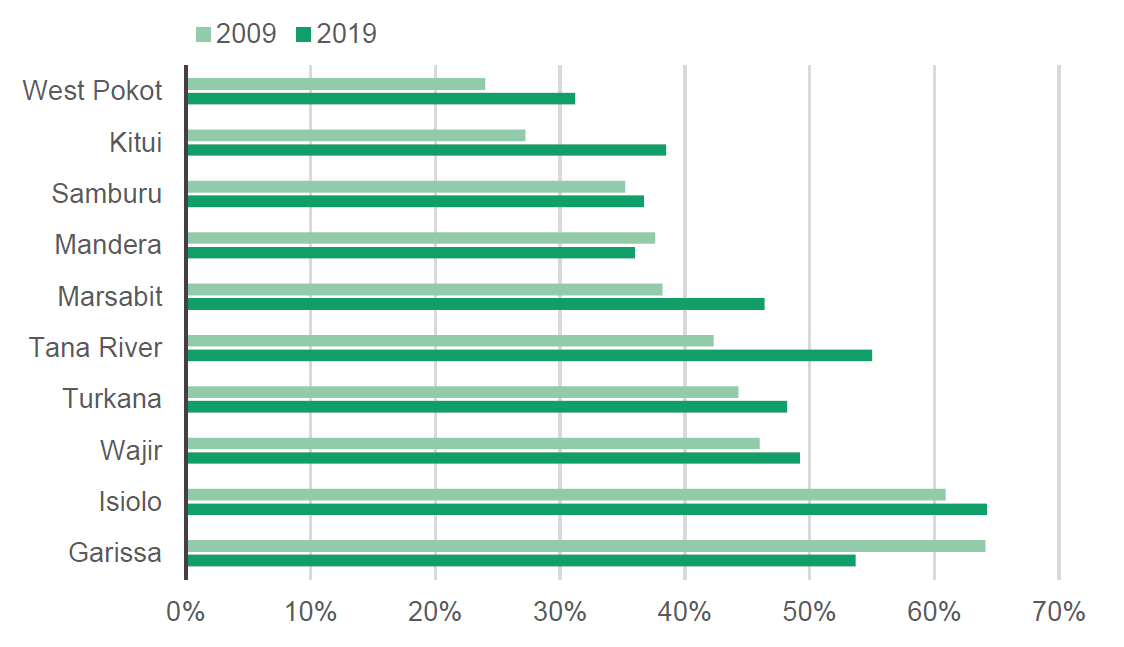 2009 2019
West Pokot
Kitui
Samburu
Mandera
Marsabit
Tana River
Turkana
Wajir
Isiolo
Garissa
0% 10% 20% 30% 40% 50% 60% 70%